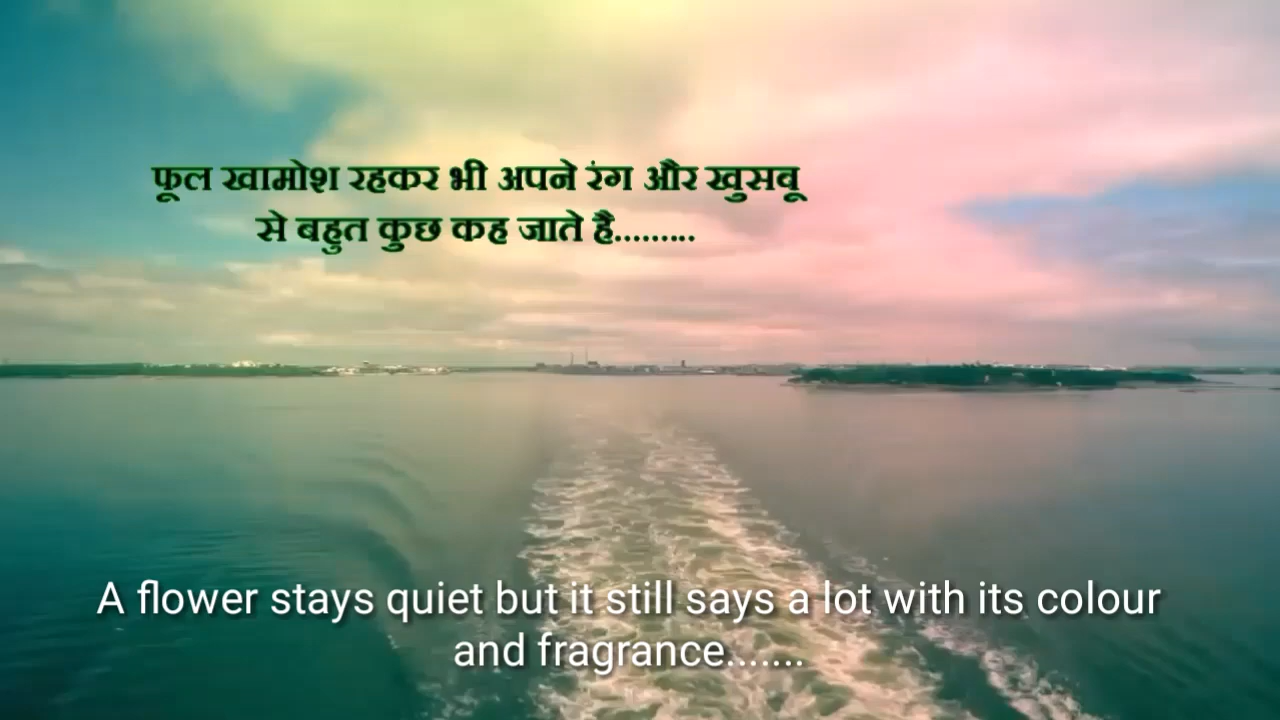 फूल खामोश रहकर भी अपने रंग और खुसबू
से बहुत कुछ कह जाते है.........
A flower stays quiet but it still says a lot with its colour
and fragrance.......